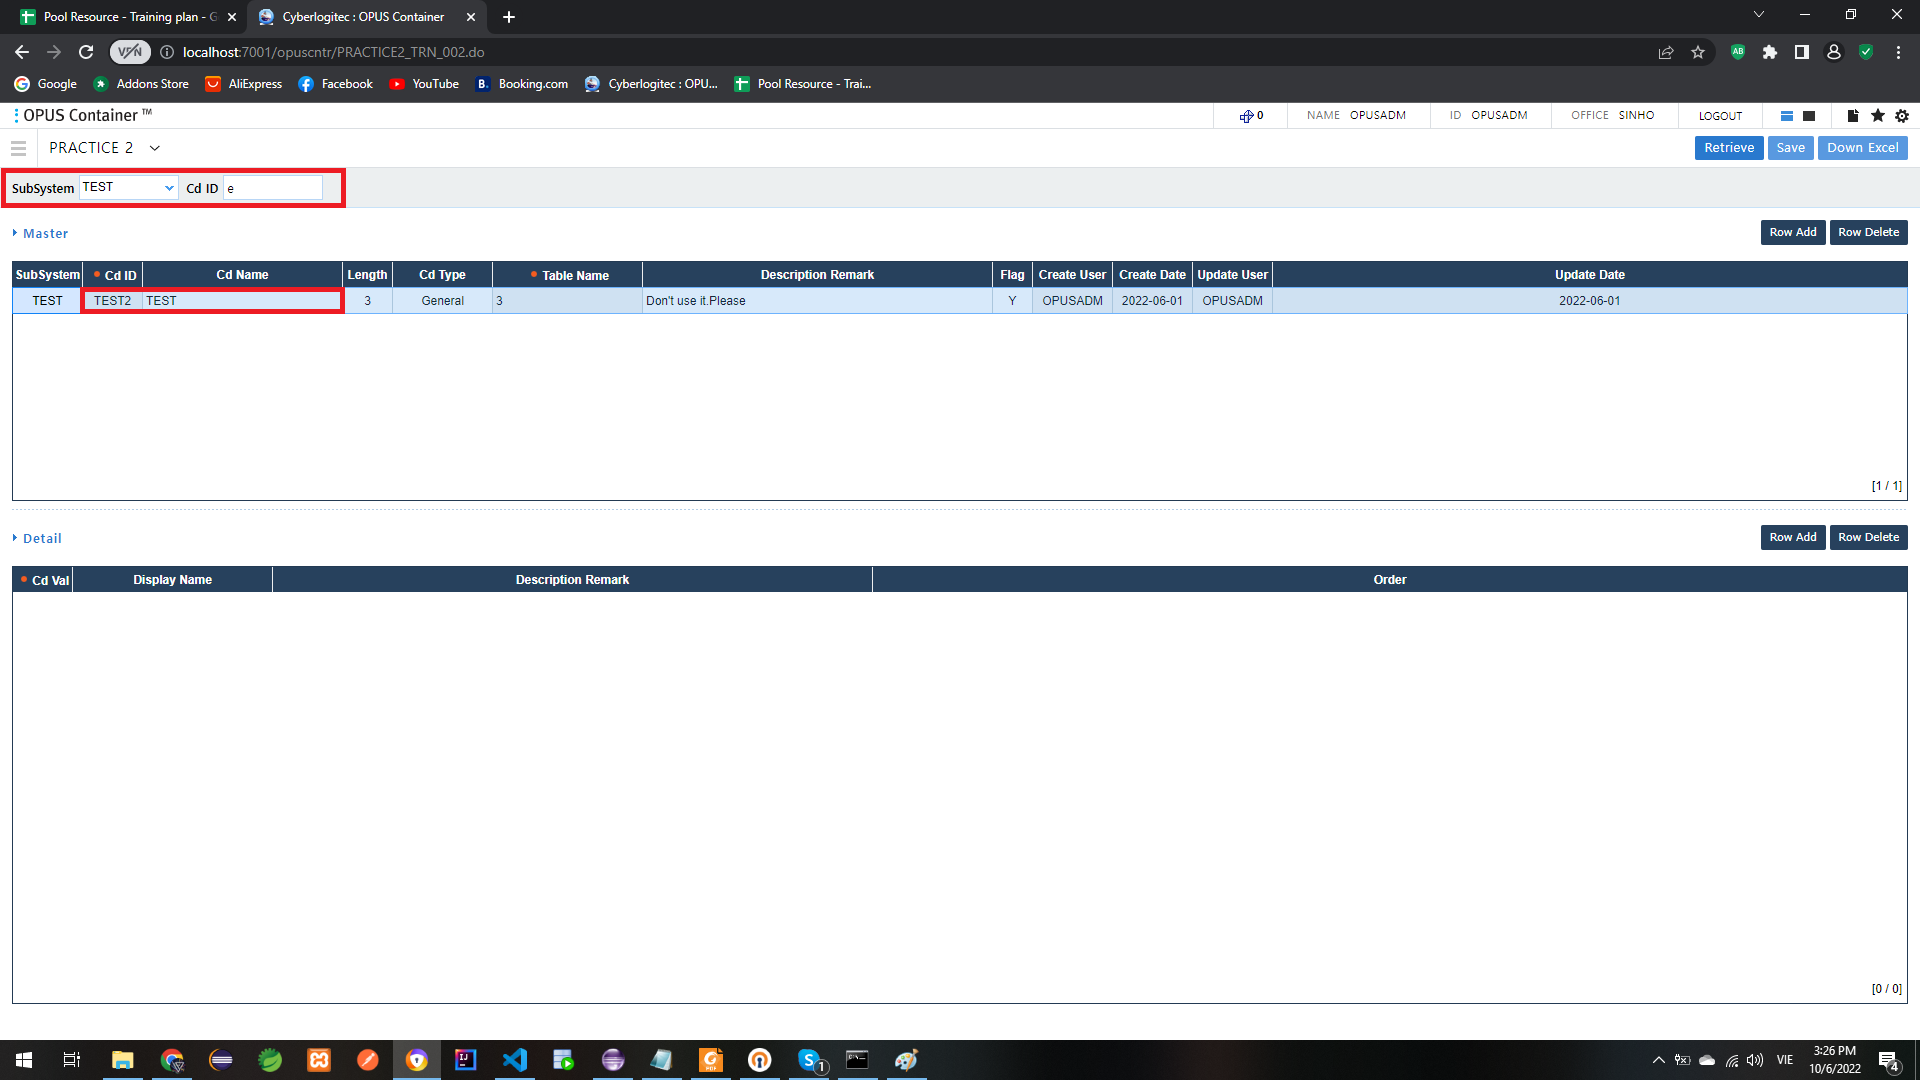 Pool Resource - Training plan - G
Cyberlogitec : OPUS Container
VPN
localhost:7001/opuscntr/PRACTICE2_TRN_002.do
Google
Addons Store
AliExpress
Facebook
YouTube
B.
Booking.com
Cyberlogitec : OPU...
Pool Resource - Trai...
OPUS Container ™
0
NAME OPUSADM
ID OPUSADM
OFFICE SINHO
LOGOUT
PRACTICE 2
Retrieve
Save
Down Excel
SubSystem TEST
Cd ID e
Master
Row Add
Row Delete
SubSystem Cd ID Cd Name Length Cd Type Table Name Description Remark Flag Create User Create Date Update User Update Date
TEST TEST2 TEST 3 General 3 Don't use it.Please Y OPUSADM 2022-06-01 OPUSADM 2022-06-01
[1 / 1]
Detail
Row Add
Row Delete
Cd Val Display Name Description Remark Order
[0 / 0]
VIE
3:26 PM
10/6/2022
1
4